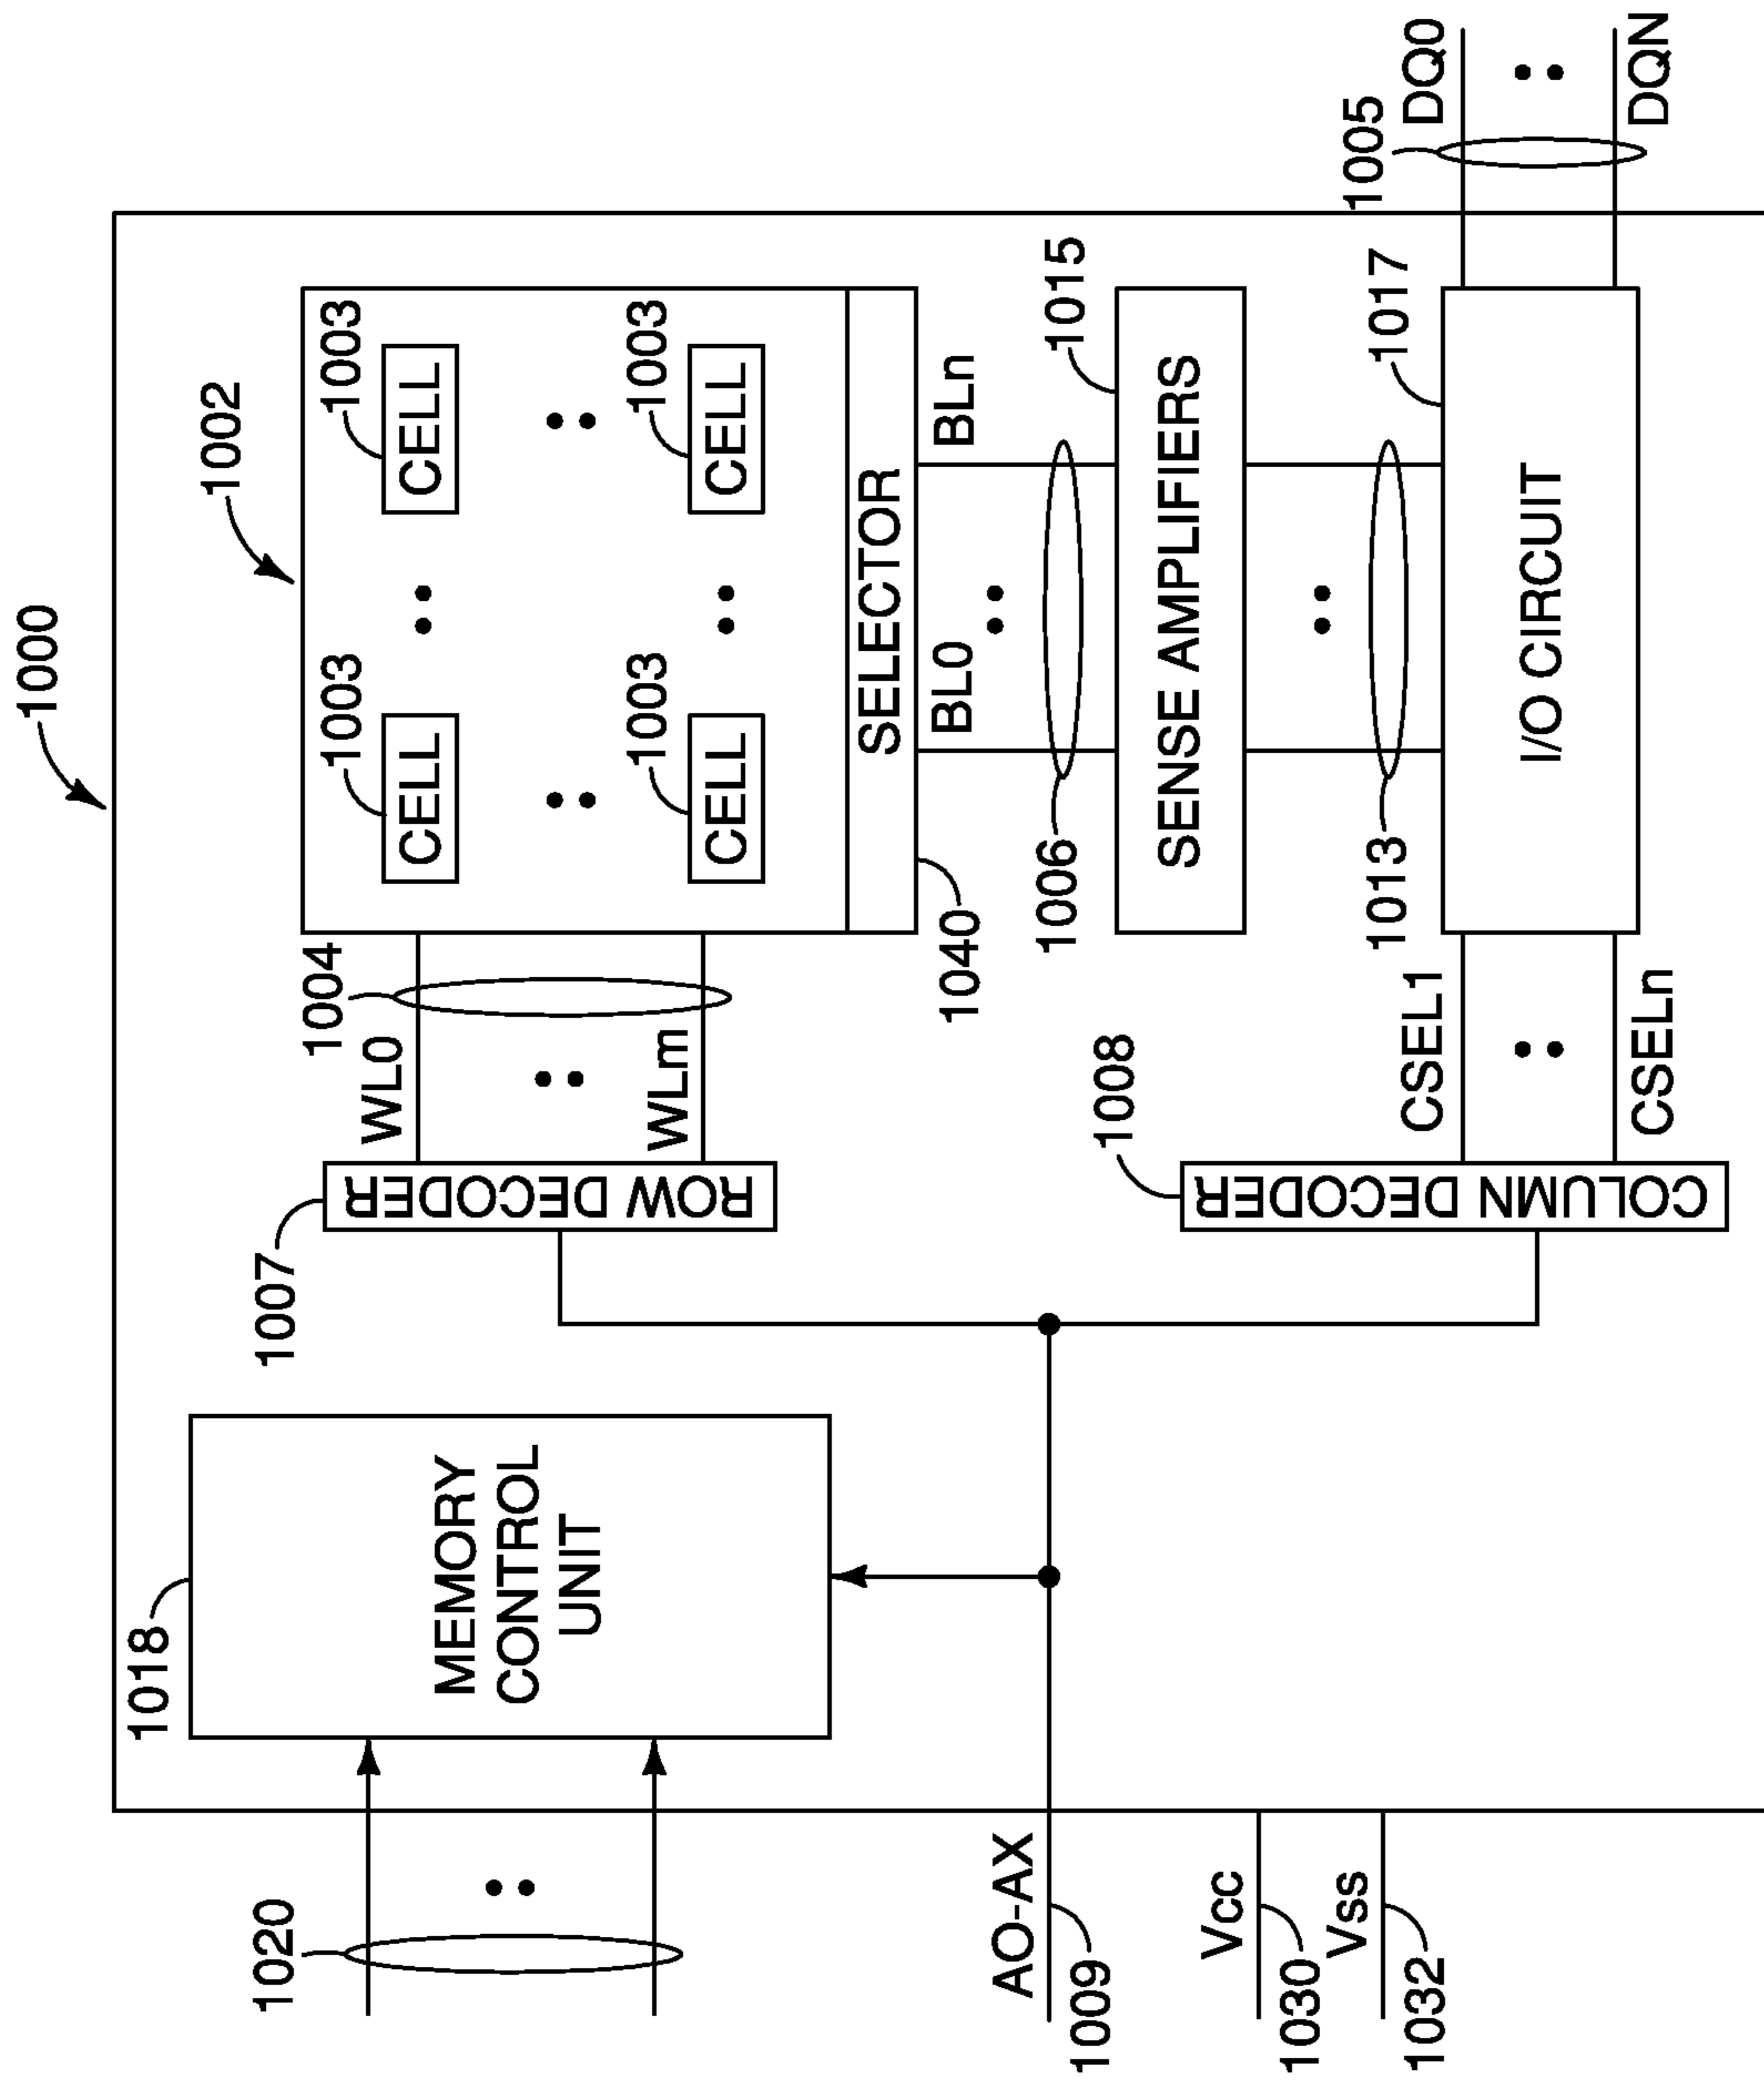 1000
1002
1018
MEMORY
CONTROL
UNIT
1020
1007
ROW DECODER
1004
WL0
WLm
1003
CELL
1003
CELL
1003
CELL
1003
CELL
SELECTOR
1040
BL0
BLn
1006
1015
SENSE AMPLIFIERS
1013
1017
I/O CIRCUIT
1008
COLUMN DECODER
CSEL1
CSELn
1005
DQ0
DQN
AO-AX
1009
Vcc
1030
Vss
1032